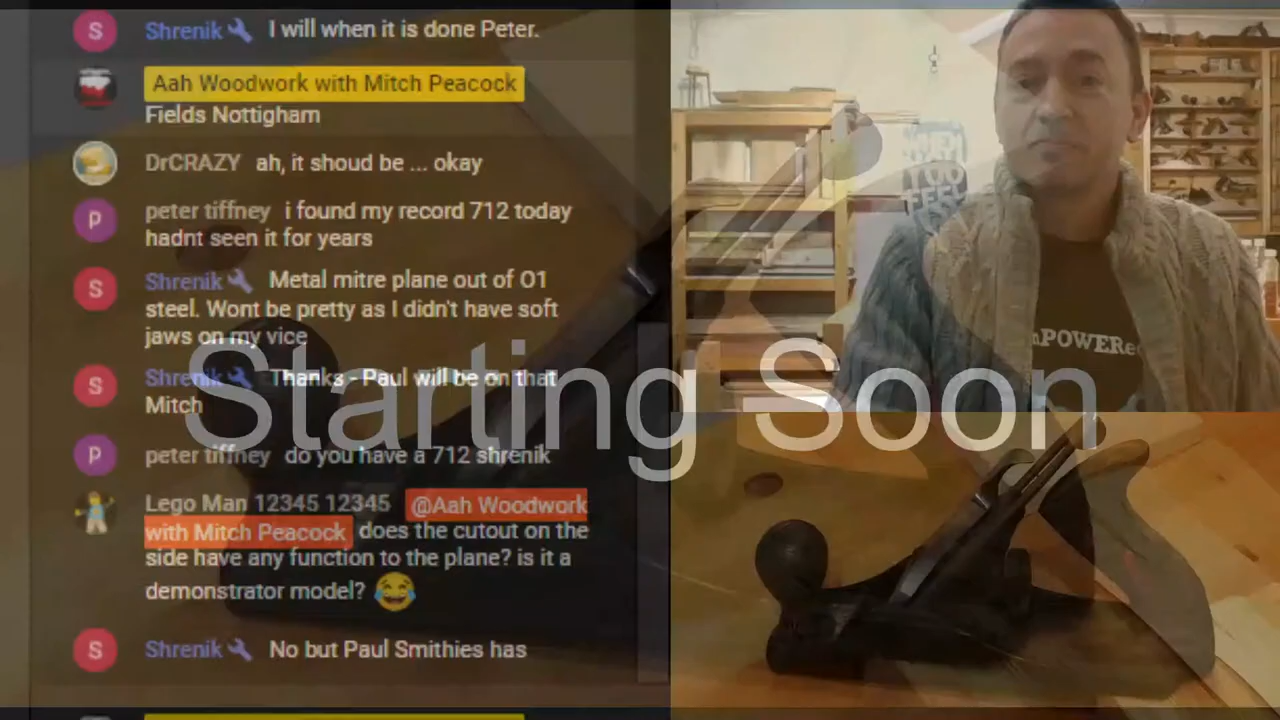 Shrenik I will when it is done Peter.
Aah Woodwork with Mitch Peacock
Fields Nottigham
DrCRAZY ah, it shoud be ... okay
peter tiffney i found my record 712 today
hadnt seen it for years
Shrenik Metal mitre plane out of O1
steel. Wont be pretty as I didn't have soft
jaws on my vice
Shrenik Thanks - Paul will be on that
Mitch
peter tiffney do you have a 712 shrenik
Lego Man 12345 12345 @Aah Woodwork
with Mitch Peacock does the cutout on the
side have any function to the plane? is it a
demonstrator model? 😂
Shrenik No but Paul Smithies has
Starting Soon
TOO